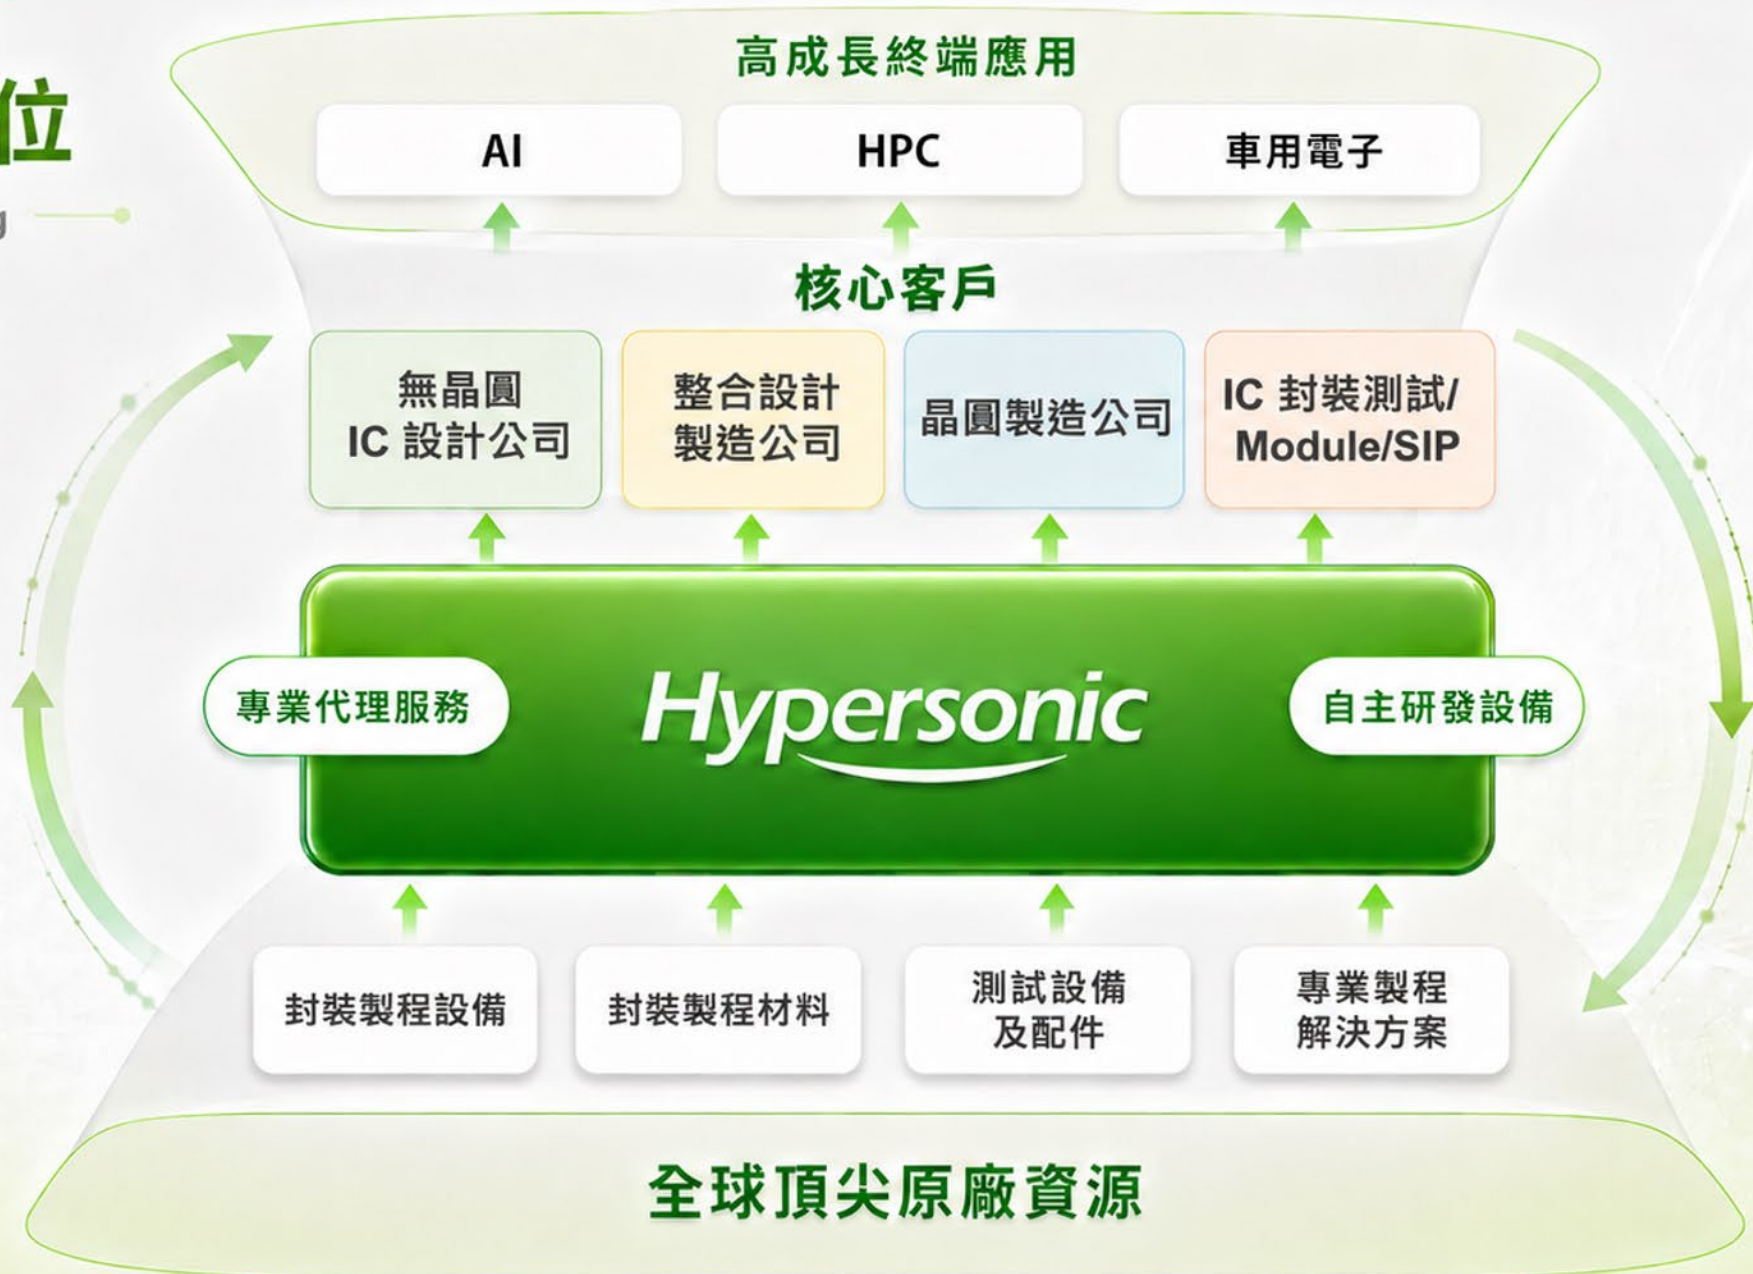 高成長終端應用
位
AI
HPC
車用電子
g
核心客戶
無晶圓
IC 設計公司
整合設計
製造公司
晶圓製造公司
IC 封裝測試/
Module/SIP
專業代理服務
Hypersonic
自主研發設備
封裝製程設備
封裝製程材料
測試設備
及配件
專業製程
解決方案
全球頂尖原廠資源